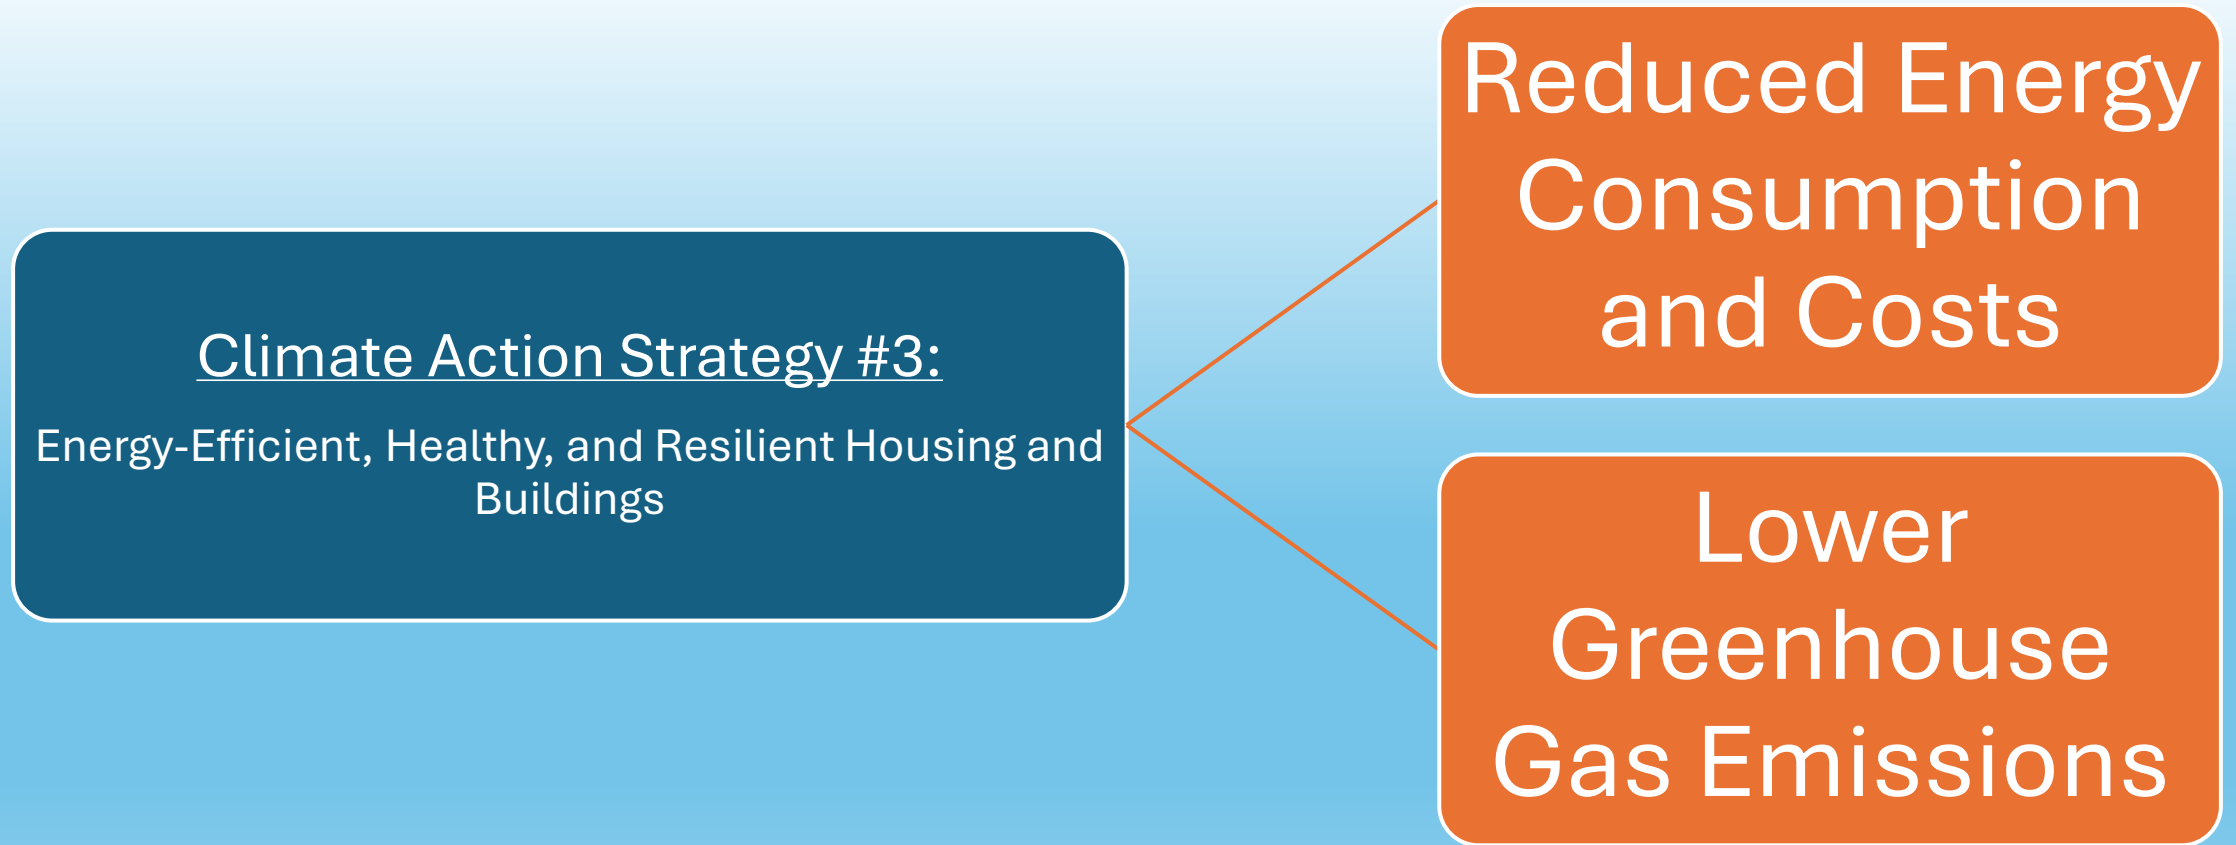 Climate Action Strategy #3:
Energy-Efficient, Healthy, and Resilient Housing and
Buildings
Reduced Energy
Consumption
and Costs
Lower
Greenhouse
Gas Emissions